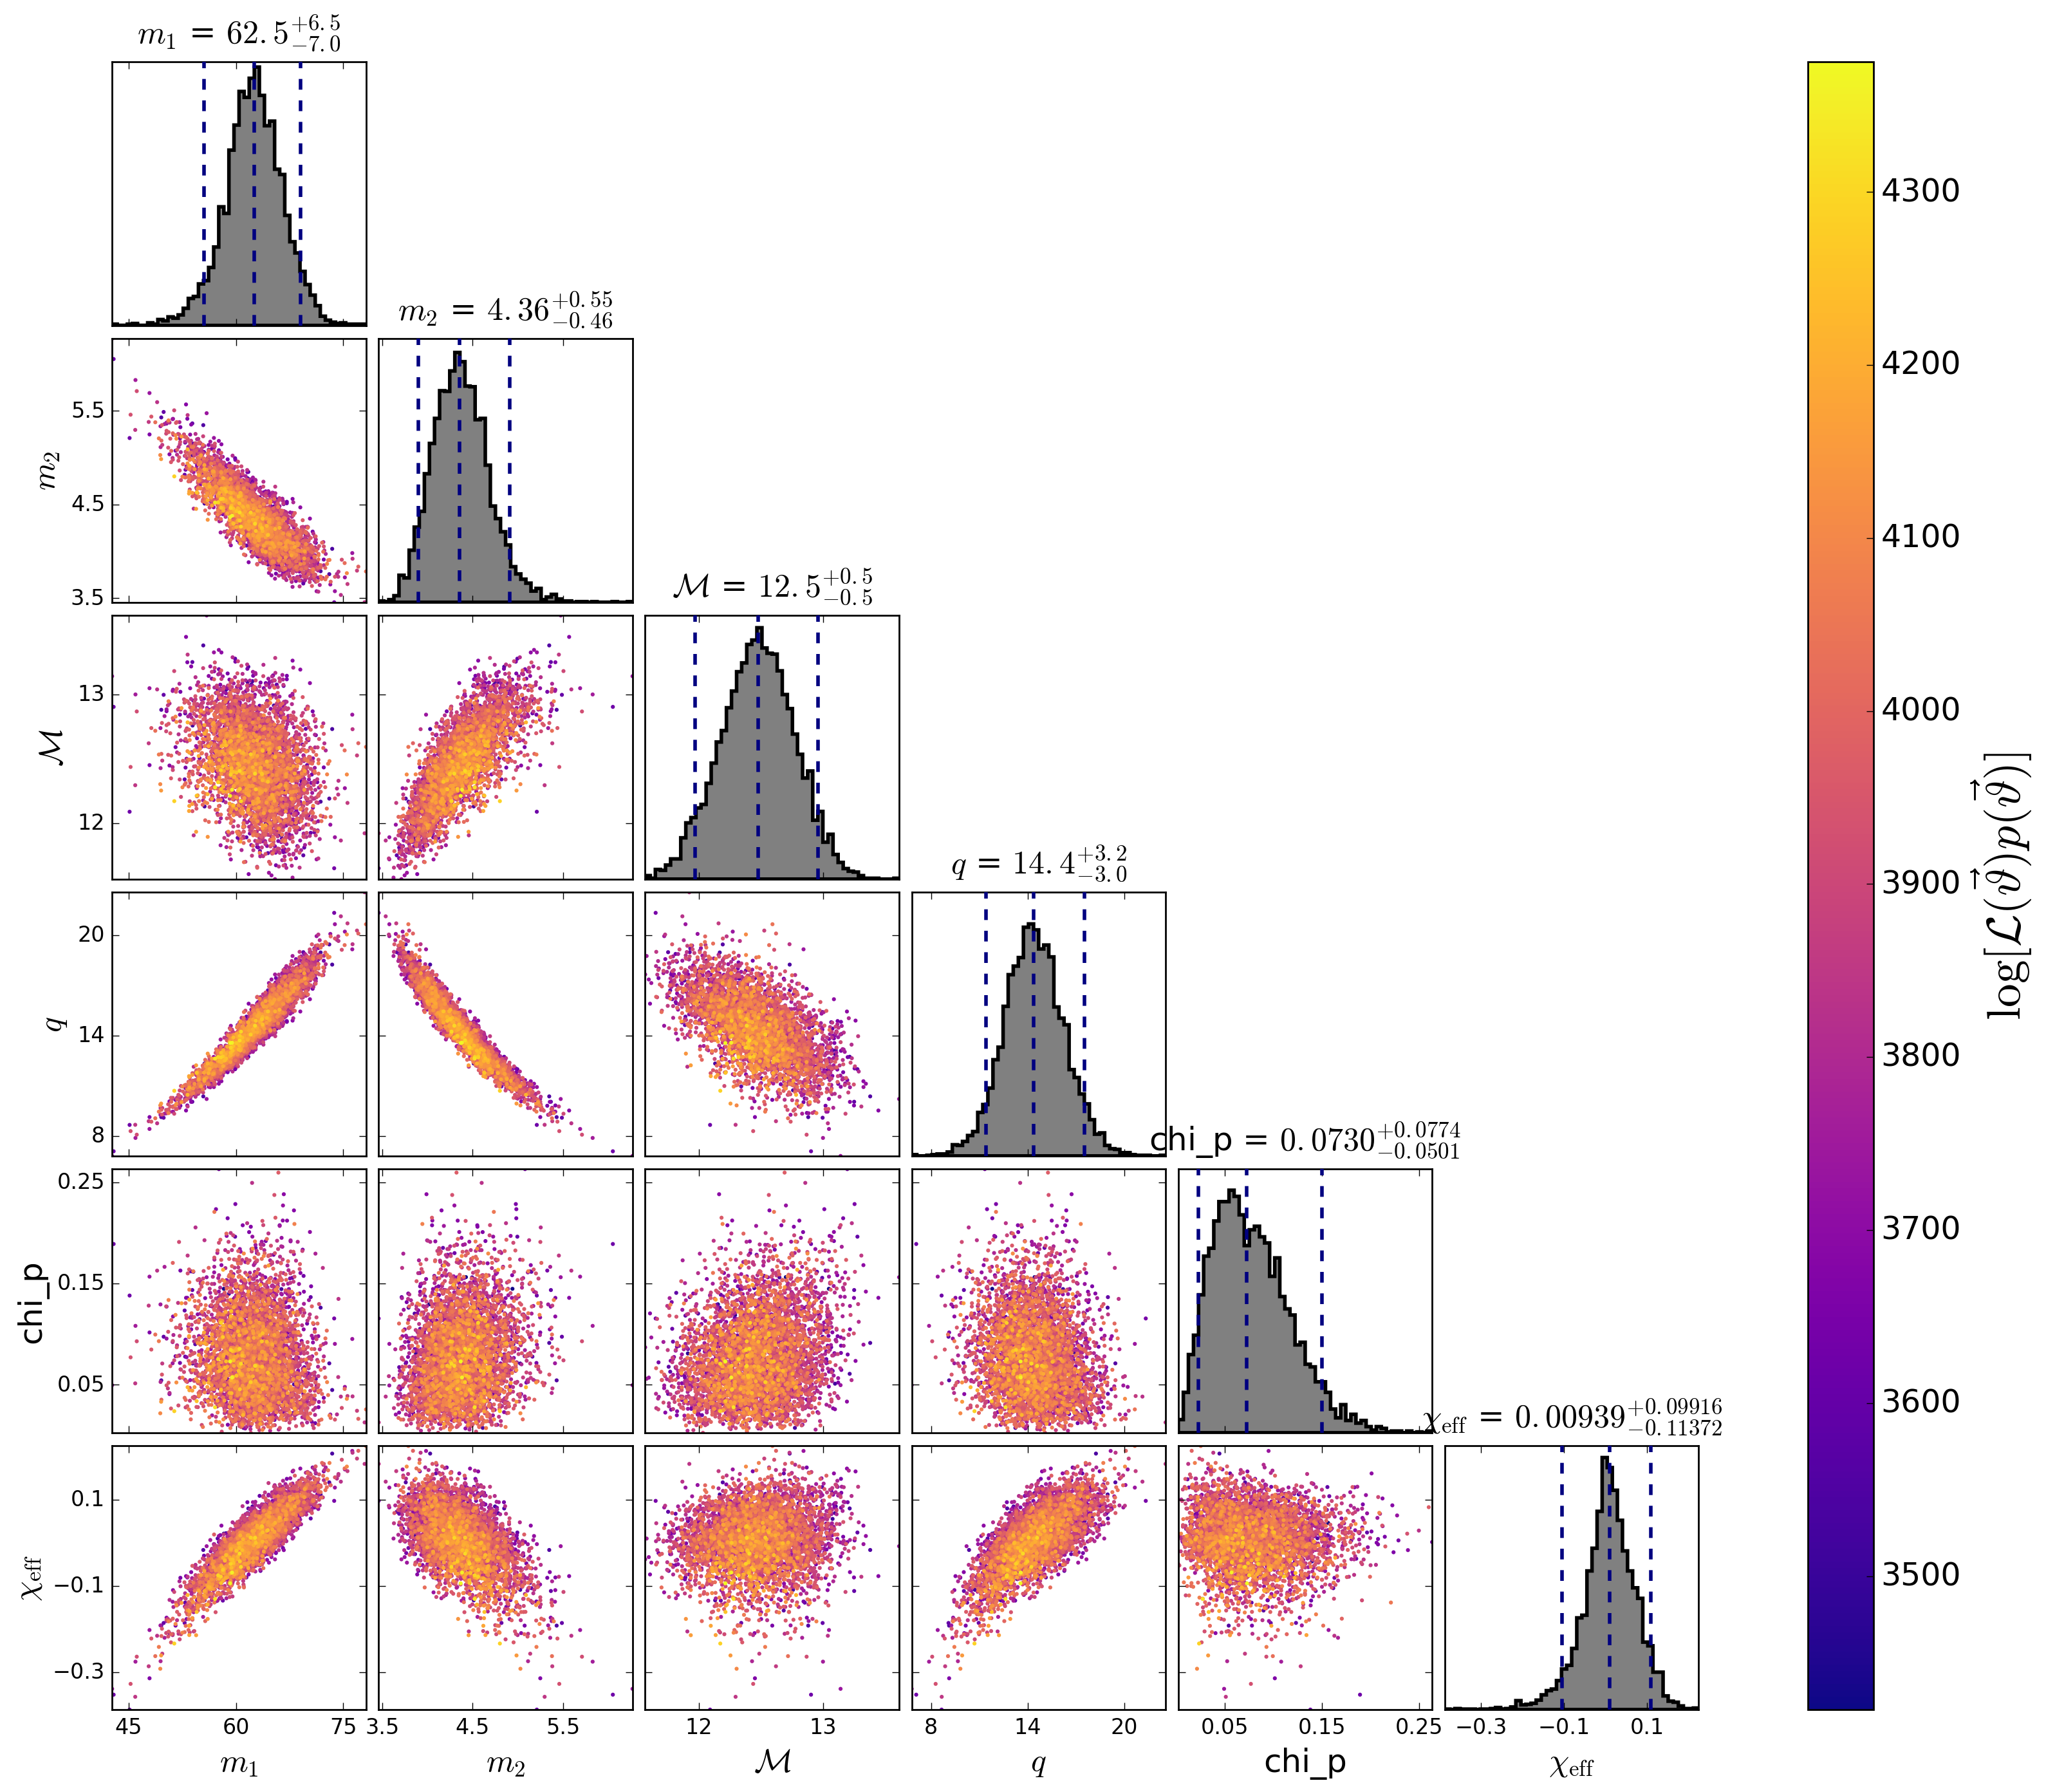 m₁ = 62.5 +6.5 −7.0
m₂ = 4.36 +0.55 −0.46
ℳ = 12.5 +0.5 −0.5
q = 14.4 +3.2 −3.0
chi_p = 0.0730 +0.0774 −0.0501
χeff = 0.00939 +0.09916 −0.11372
m₂
5.5
4.5
3.5
ℳ
13
12
q
20
14
8
chi_p
0.25
0.15
0.05
χeff
0.1
−0.1
−0.3
45 60 75
3.5 4.5 5.5
12 13
8 14 20
0.05 0.15 0.25
−0.3 −0.1 0.1
m₁
m₂
ℳ
q
chi_p
χeff
4300
4200
4100
4000
3900
3800
3700
3600
3500
log[ℒ(ϑ⃗)p(ϑ⃗)]